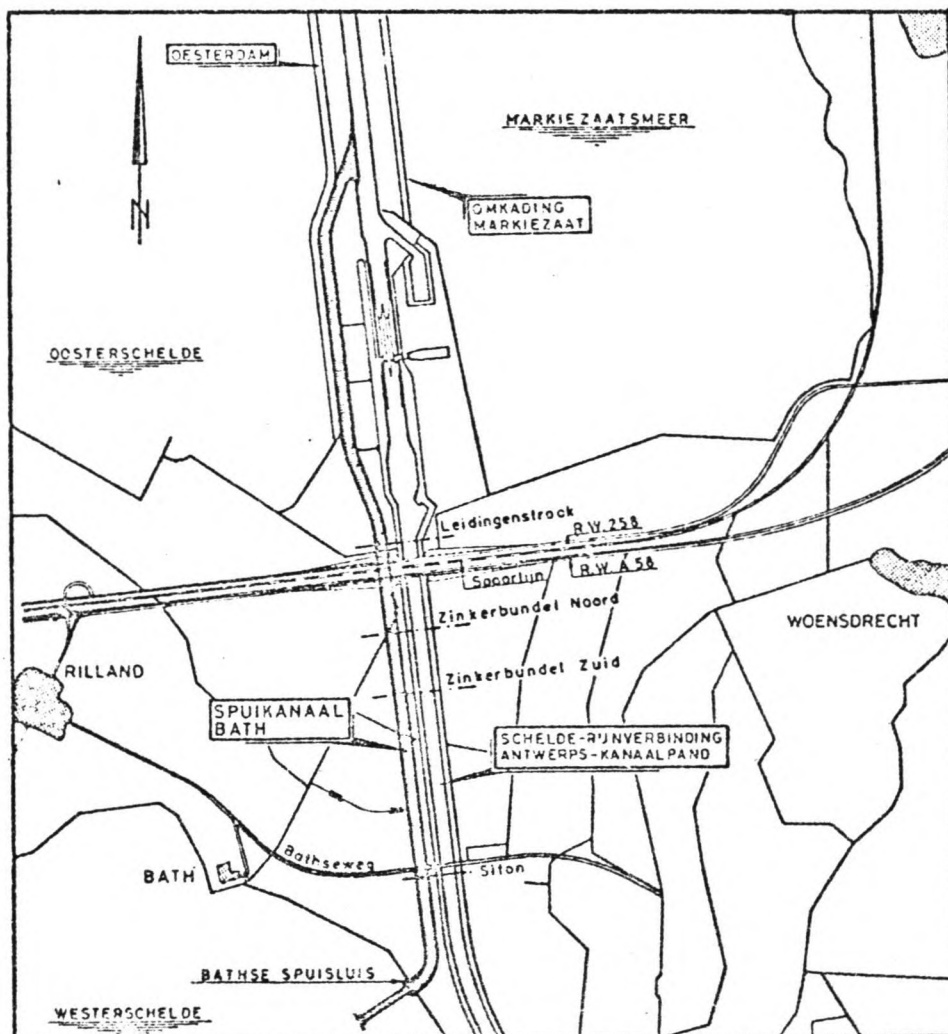 OESTERDAM
MARKIEZAATSMEER
N
OMKADING
MARKIEZAAT
OOSTERSCHELDE
Leidingenstrook
R.W. 258
Spoorlijn
R.W. A 58
Zinkerbundel Noord
WOENSDRECHT
RILLAND
Zinkerbundel Zuid
SPUIKANAAL
BATH
SCHELDE-RIJNVERBINDING
ANTWERPS-KANAALPAND
Bathseweg
BATH
Sifon
BATHSE SPUISLUIS
WESTERSCHELDE